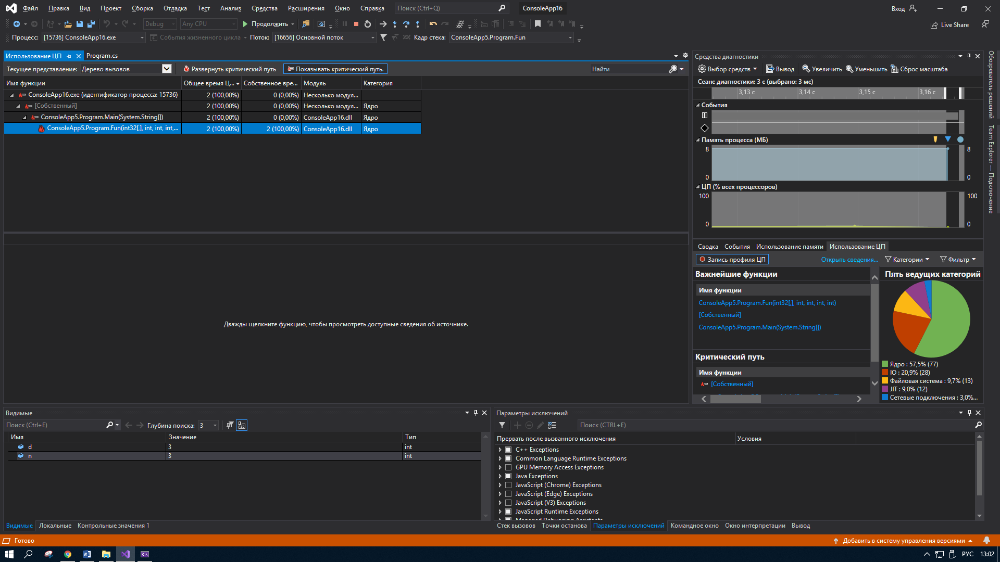 Файл Правка Вид Проект Сборка Отладка Тест Анализ Средства Расширения Окно Справка Поиск (Ctrl+Q) ConsoleApp16 Вход
Debug Any CPU Продолжить Live Share
Процесс: [15736] ConsoleApp16.exe События жизненного цикла Поток: [16656] Основной поток Кадр стека: ConsoleApp5.Program.Fun
Использование ЦП Program.cs
Текущее представление: Дерево вызовов Развернуть критический путь Показывать критический путь. Найти
Имя функции Общее время Ц... Собственное вре... Модуль Категория
ConsoleApp16.exe (идентификатор процесса: 15736) 2 (100,00%) 0 (0,00%) Несколько модул...
[Собственный] 2 (100,00%) 0 (0,00%) Несколько модул... Ядро
ConsoleApp5.Program.Main(System.String[]) 2 (100,00%) 0 (0,00%) ConsoleApp16.dll Ядро
ConsoleApp5.Program.Fun(int32[,], int, int, int,... 2 (100,00%) 2 (100,00%) ConsoleApp16.dll Ядро
Дважды щелкните функцию, чтобы просмотреть доступные сведения об источнике.
Средства диагностики
Выбор средств Вывод Увеличить Уменьшить Сброс масштаба
Сеанс диагностики: 3 с (выбрано: 3 мс)
3,13 с 3,14 с 3,15 с 3,16 с
События
Память процесса (МБ)
8 8
0 0
ЦП (% всех процессоров)
100 100
0 0
Сводка События Использование памяти Использование ЦП
Запись профиля ЦП Открыть сведения... Категории Фильтр
Важнейшие функции
Имя функции
ConsoleApp5.Program.Fun(int32[,], int, int, int, int)
[Собственный]
ConsoleApp5.Program.Main(System.String[])
Критический путь
Имя функции
[Собственный]
Пять ведущих категорий
Ядро : 57,5% (77)
IO : 20,9% (28)
Файловая система : 9,7% (13)
JIT : 9,0% (12)
Сетевые подключения : 3,0%...
Обозреватель решений
Team Explorer — Подключение
Видимые
Поиск (Ctrl+E) Глубина поиска: 3
Имя Значение Тип
d 3 int
n 3 int
Видимые Локальные Контрольные значения 1
Параметры исключений
Поиск (CTRL+E)
Прервать после вызванного исключения Условия
C++ Exceptions
Common Language Runtime Exceptions
GPU Memory Access Exceptions
Java Exceptions
JavaScript (Chrome) Exceptions
JavaScript (Edge) Exceptions
JavaScript (V3) Exceptions
JavaScript Runtime Exceptions
Managed Debugging Assistants
Стек вызовов Точки останова Параметры исключений Командное окно Окно интерпретации Вывод
Готово Добавить в систему управления версиями
РУС 13:02